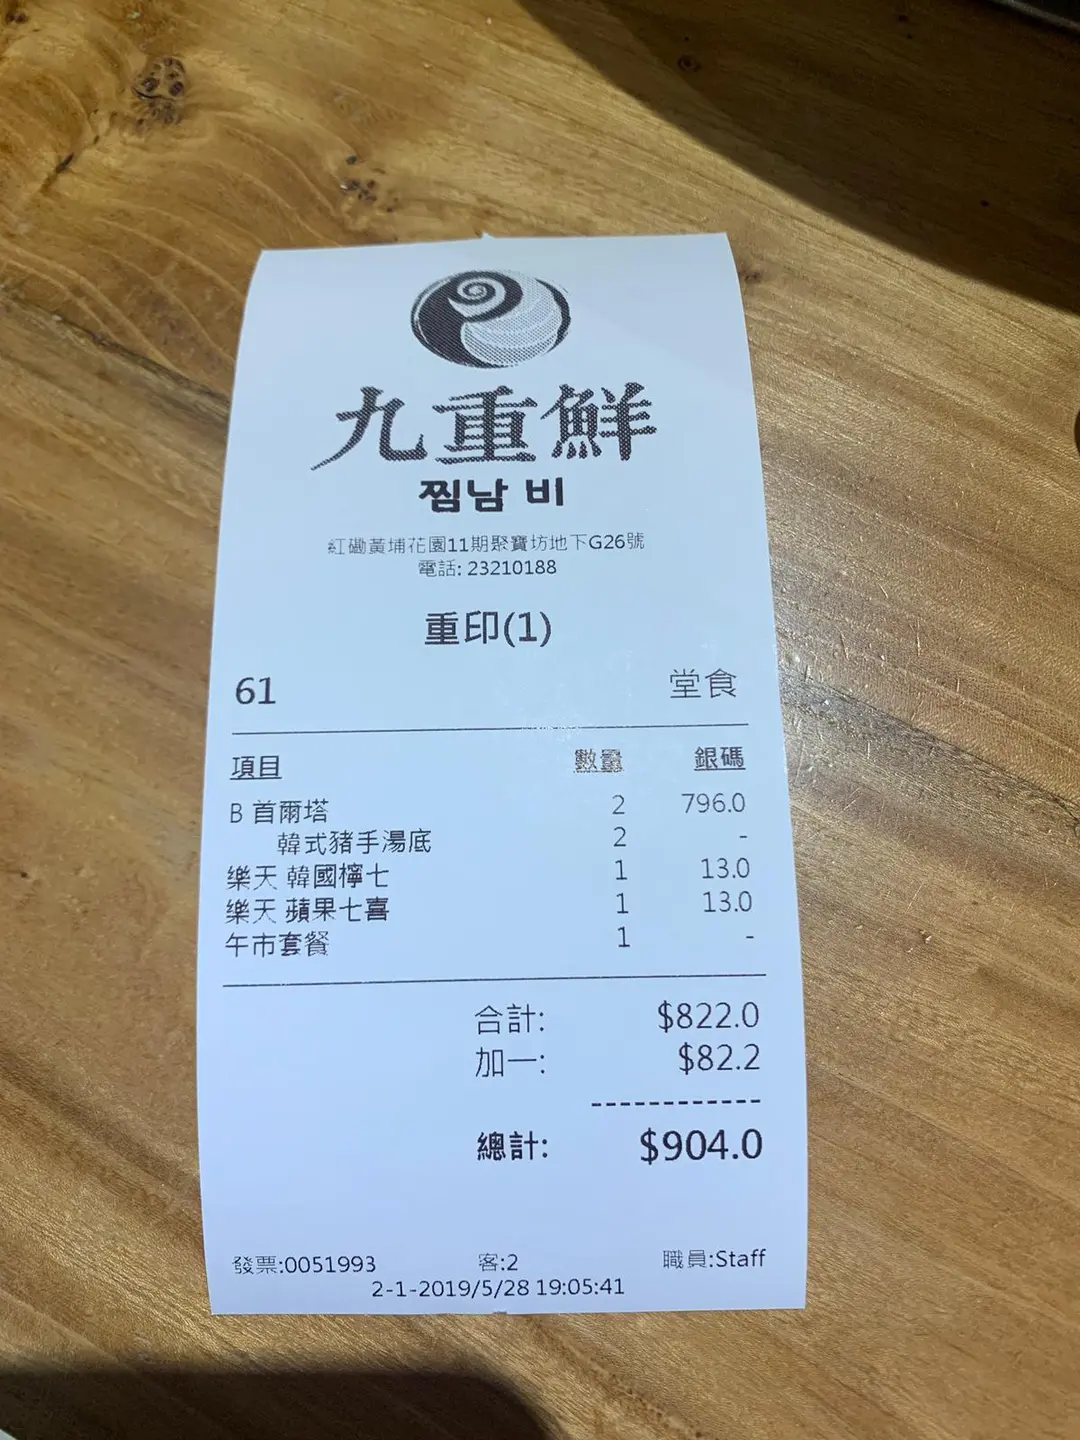 九重鮮
찜남 비
紅磡黃埔花園11期聚寶坊地下G26號
電話: 23210188
重印(1)
61 堂食
項目 數量 銀碼
B 首爾塔 2 796.0
韓式豬手湯底 2 -
樂天 韓國檸七 1 13.0
樂天 蘋果七喜 1 13.0
午市套餐 1 -
合計: $822.0
加一: $82.2
------------
總計: $904.0
發票:0051993 客:2 職員:Staff
2-1-2019/5/28 19:05:41